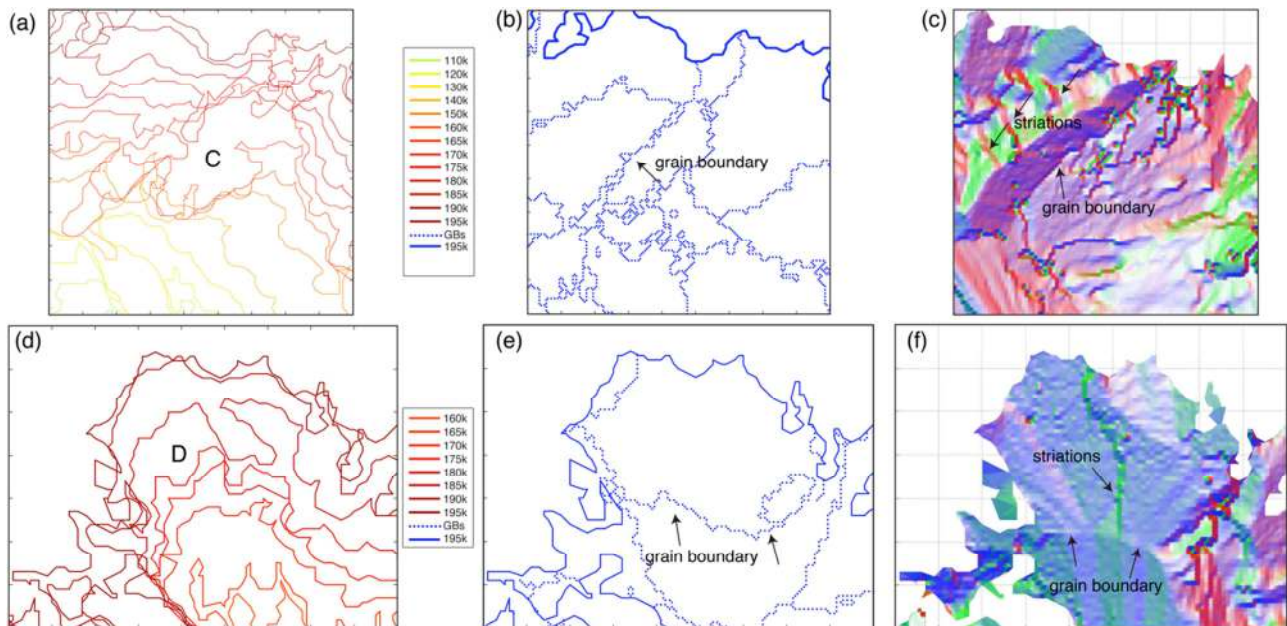 (a)
C
110k
120k
130k
140k
150k
160k
165k
170k
175k
180k
185k
190k
195k
GBs
195k
(b)
grain boundary
(c)
striations
grain boundary
(d)
D
160k
165k
170k
175k
180k
185k
190k
195k
GBs
195k
(e)
grain boundary
(f)
striations
grain boundary